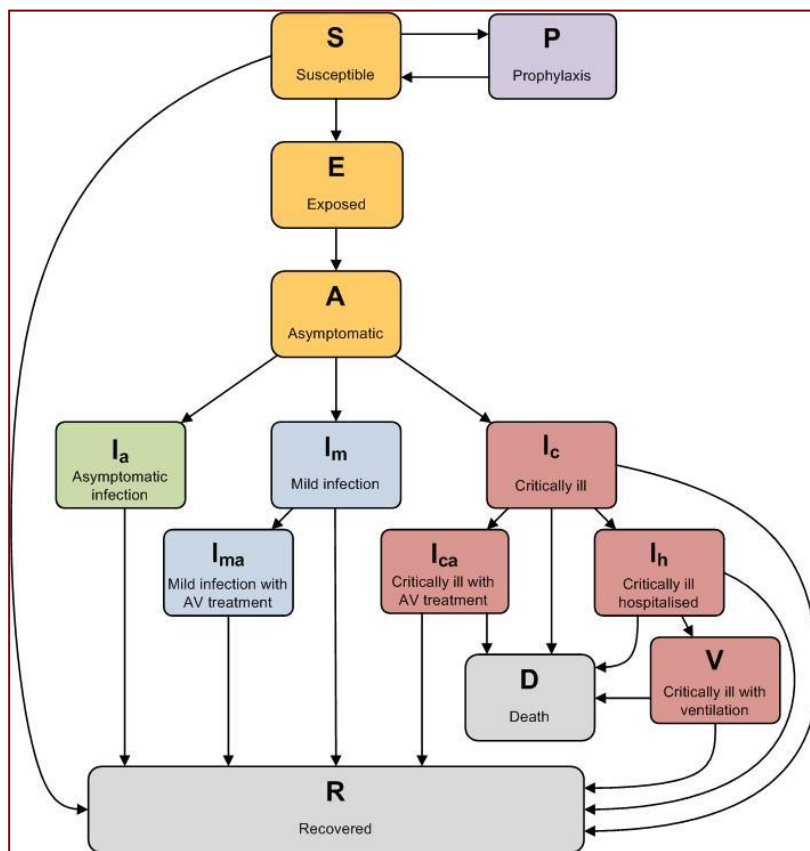 S
Susceptible
P
Prophylaxis
E
Exposed
A
Asymptomatic
Ia
Asymptomatic
infection
Im
Mild infection
Ic
Critically ill
Ima
Mild infection with
AV treatment
Ica
Critically ill with
AV treatment
Ih
Critically ill
hospitalised
D
Death
V
Critically ill with
ventilation
R
Recovered